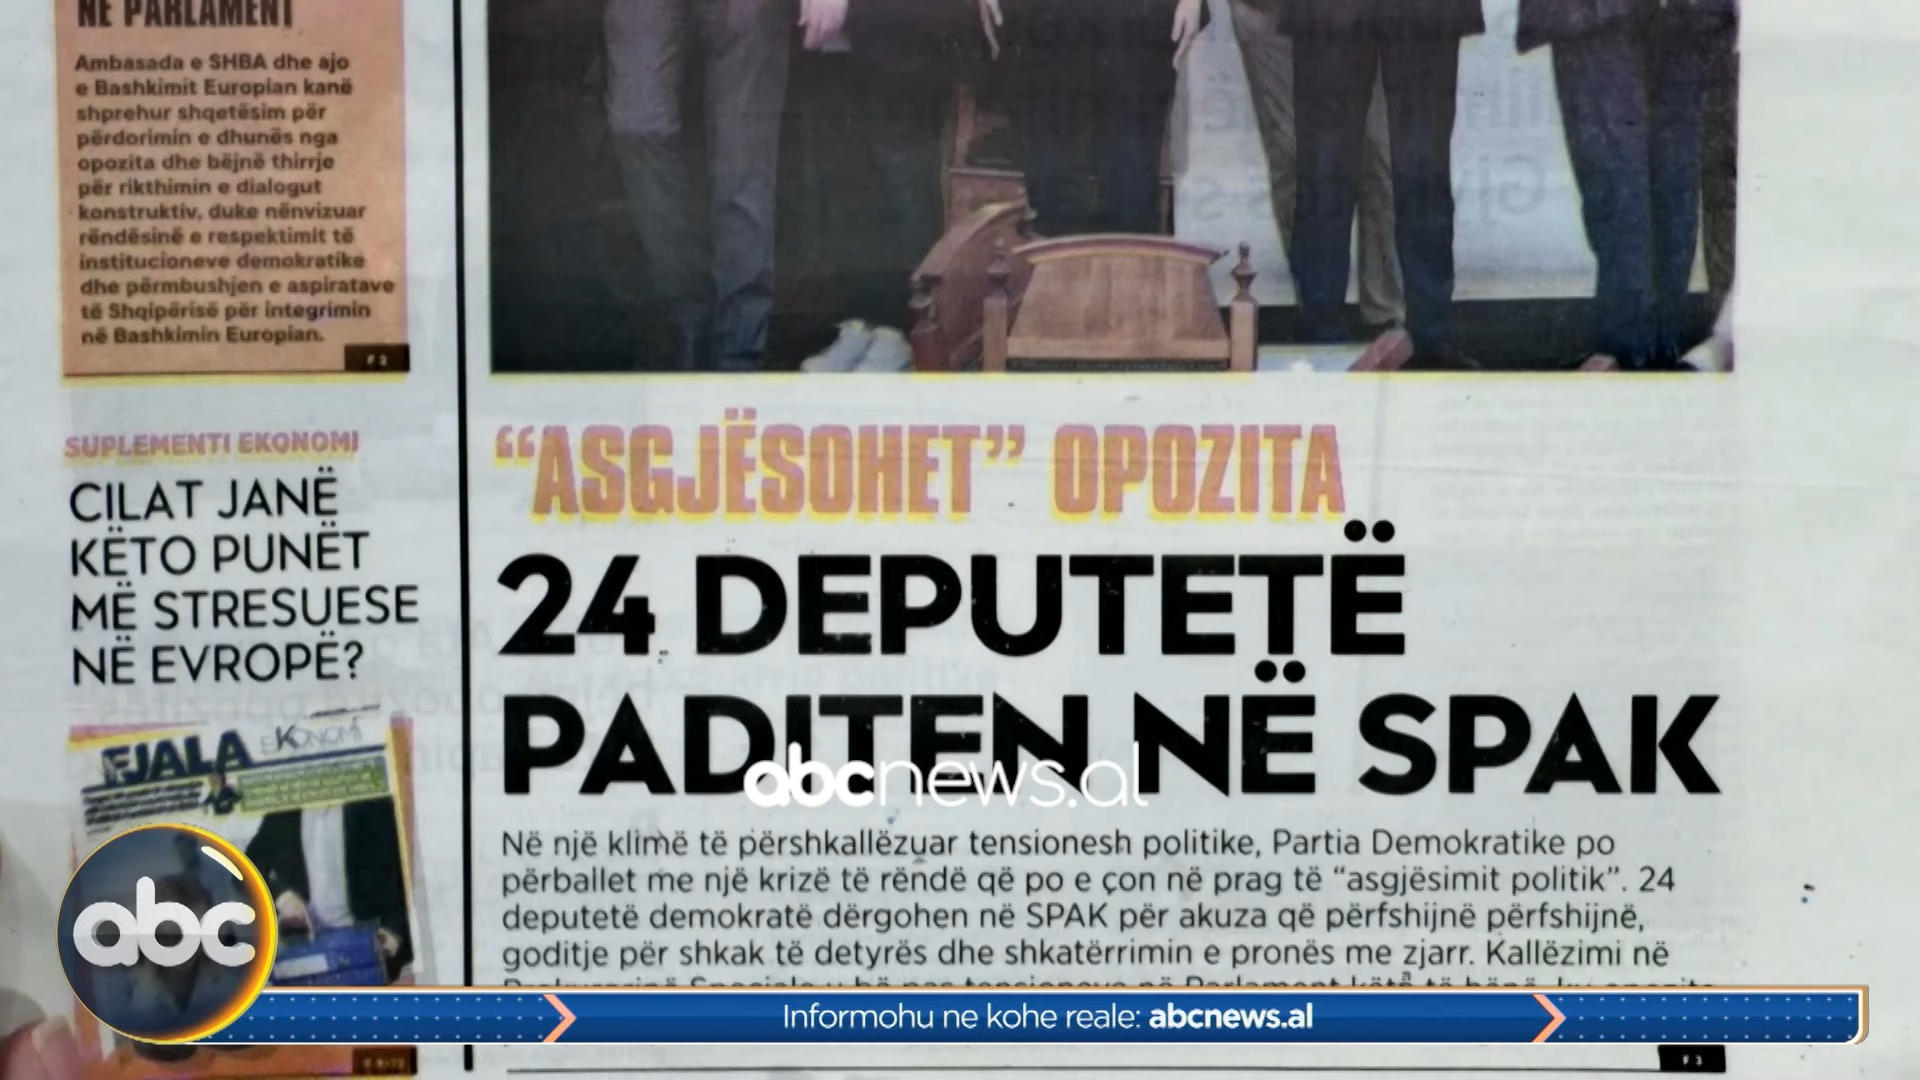 NË PARLAMENT
Ambasada e SHBA dhe ajo
e Bashkimit Europian kanë
shprehur shqetësim për
përdorimin e dhunës nga
opozita dhe bëjnë thirrje
për rikthimin e dialogut
konstruktiv, duke nënvizuar
rëndësinë e respektimit të
institucioneve demokratike
dhe përmbushjen e aspiratave
të Shqipërisë për integrimin
në Bashkimin Europian.
F 2
SUPLEMENTI EKONOMI
CILAT JANË
KËTO PUNËT
MË STRESUESE
NË EVROPË?
FJALA
EKONOMI
"ASGJËSOHET" OPOZITA
24 DEPUTETË
PADITEN NË SPAK
abcnews.al
Në një klimë të përshkallëzuar tensionesh politike, Partia Demokratike po
përballet me një krizë të rëndë që po e çon në prag të "asgjësimit politik". 24
deputetë demokratë dërgohen në SPAK për akuza që përfshijnë përfshijnë,
goditje për shkak të detyrës dhe shkatërrimin e pronës me zjarr. Kallëzimi në
F 3
abc
Informohu ne kohe reale: abcnews.al